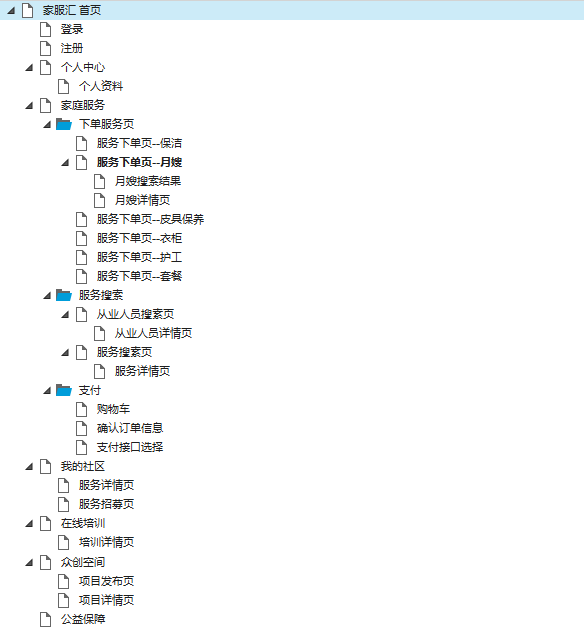 家服汇 首页
登录
注册
个人中心
个人资料
家庭服务
下单服务页
服务下单页--保洁
服务下单页--月嫂
月嫂搜索结果
月嫂详情页
服务下单页--皮具保养
服务下单页--衣柜
服务下单页--护工
服务下单页--套餐
服务搜索
从业人员搜索页
从业人员详情页
服务搜索页
服务详情页
支付
购物车
确认订单信息
支付接口选择
我的社区
服务详情页
服务招募页
在线培训
培训详情页
众创空间
项目发布页
项目详情页
公益保障